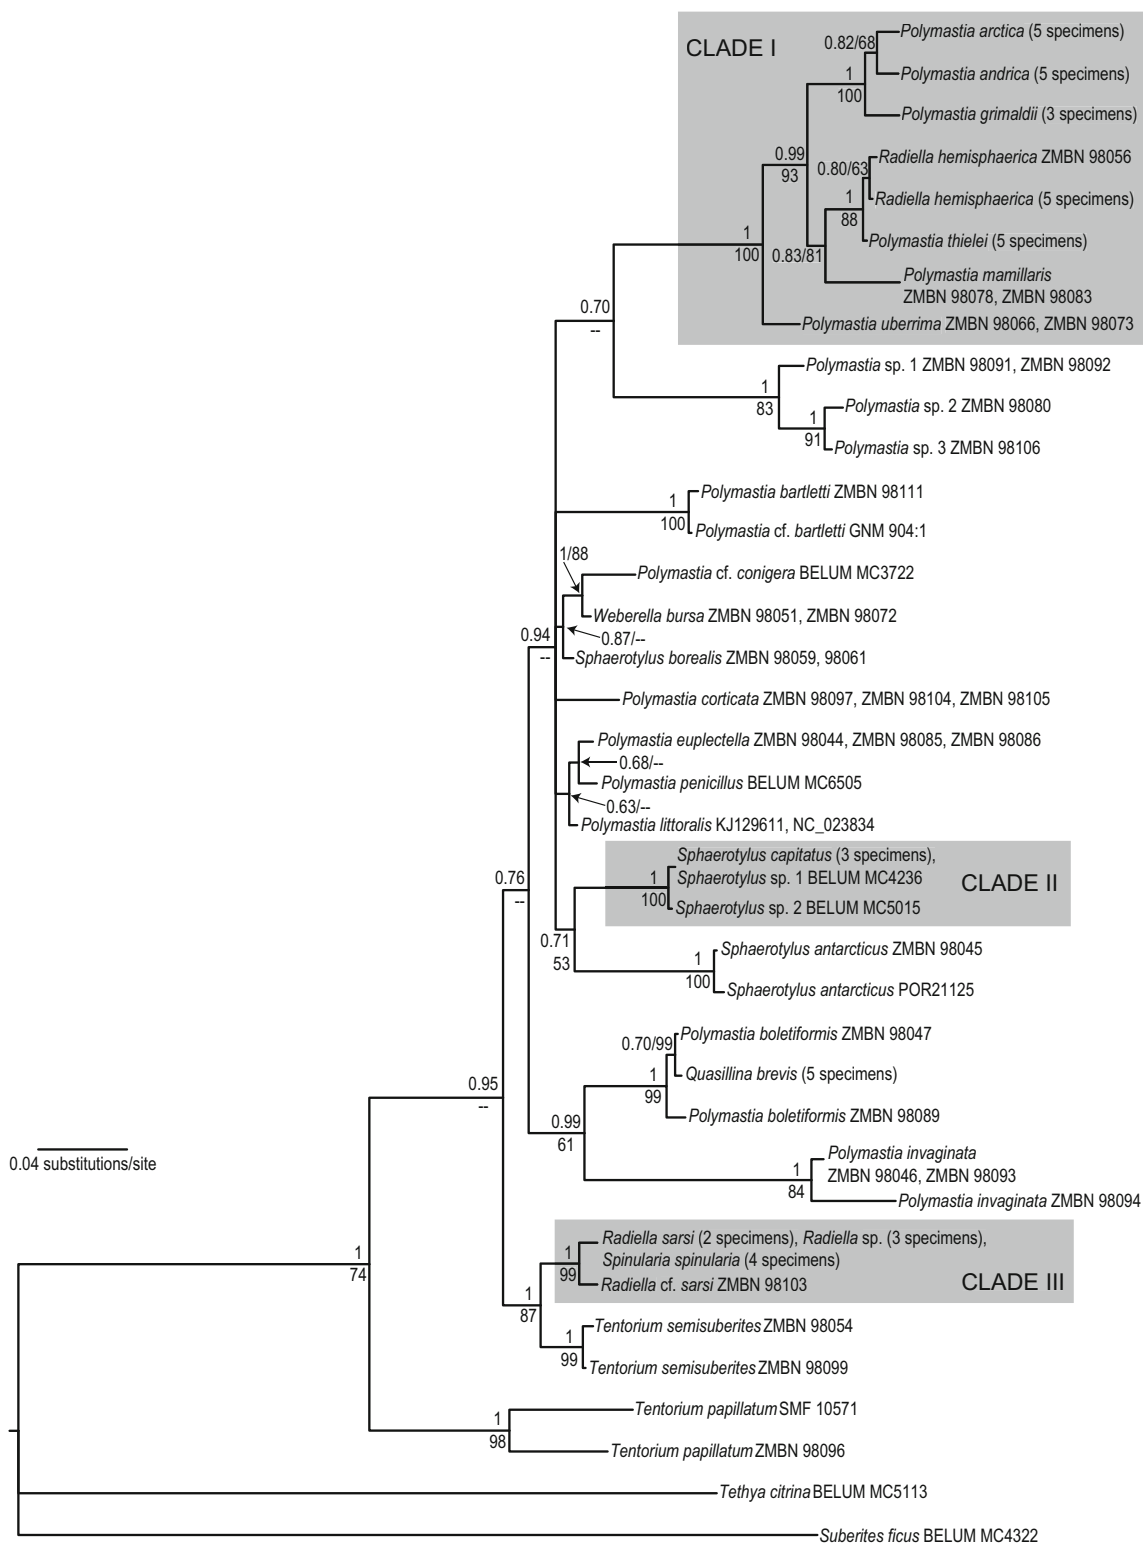 CLADE I
0.82/68
Polymastia arctica (5 specimens)
1
100
Polymastia andrica (5 specimens)
Polymastia grimaldii (3 specimens)
0.99
93
0.80/63
Radiella hemisphaerica ZMBN 98056
1
88
Radiella hemisphaerica (5 specimens)
Polymastia thielei (5 specimens)
1
100
0.83/81
Polymastia mamillaris
ZMBN 98078, ZMBN 98083
Polymastia uberrima ZMBN 98066, ZMBN 98073
0.70
--
Polymastia sp. 1 ZMBN 98091, ZMBN 98092
1
83
Polymastia sp. 2 ZMBN 98080
1
91
Polymastia sp. 3 ZMBN 98106
Polymastia bartletti ZMBN 98111
1
100
Polymastia cf. bartletti GNM 904:1
1/88
Polymastia cf. conigera BELUM MC3722
Weberella bursa ZMBN 98051, ZMBN 98072
0.94
--
0.87/--
Sphaerotylus borealis ZMBN 98059, 98061
Polymastia corticata ZMBN 98097, ZMBN 98104, ZMBN 98105
Polymastia euplectella ZMBN 98044, ZMBN 98085, ZMBN 98086
0.68/--
Polymastia penicillus BELUM MC6505
0.63/--
Polymastia littoralis KJ129611, NC_023834
Sphaerotylus capitatus (3 specimens),
Sphaerotylus sp. 1 BELUM MC4236
1
100
CLADE II
Sphaerotylus sp. 2 BELUM MC5015
0.76
--
0.71
53
Sphaerotylus antarcticus ZMBN 98045
1
100
Sphaerotylus antarcticus POR21125
Polymastia boletiformis ZMBN 98047
0.70/99
Quasillina brevis (5 specimens)
1
99
0.95
--
Polymastia boletiformis ZMBN 98089
0.99
61
Polymastia invaginata
ZMBN 98046, ZMBN 98093
1
84
Polymastia invaginata ZMBN 98094
0.04 substitutions/site
Radiella sarsi (2 specimens), Radiella sp. (3 specimens),
Spinularia spinularia (4 specimens)
1
99
Radiella cf. sarsi ZMBN 98103
CLADE III
1
74
1
87
Tentorium semisuberites ZMBN 98054
1
99
Tentorium semisuberites ZMBN 98099
Tentorium papillatum SMF 10571
1
98
Tentorium papillatum ZMBN 98096
Tethya citrina BELUM MC5113
Suberites ficus BELUM MC4322